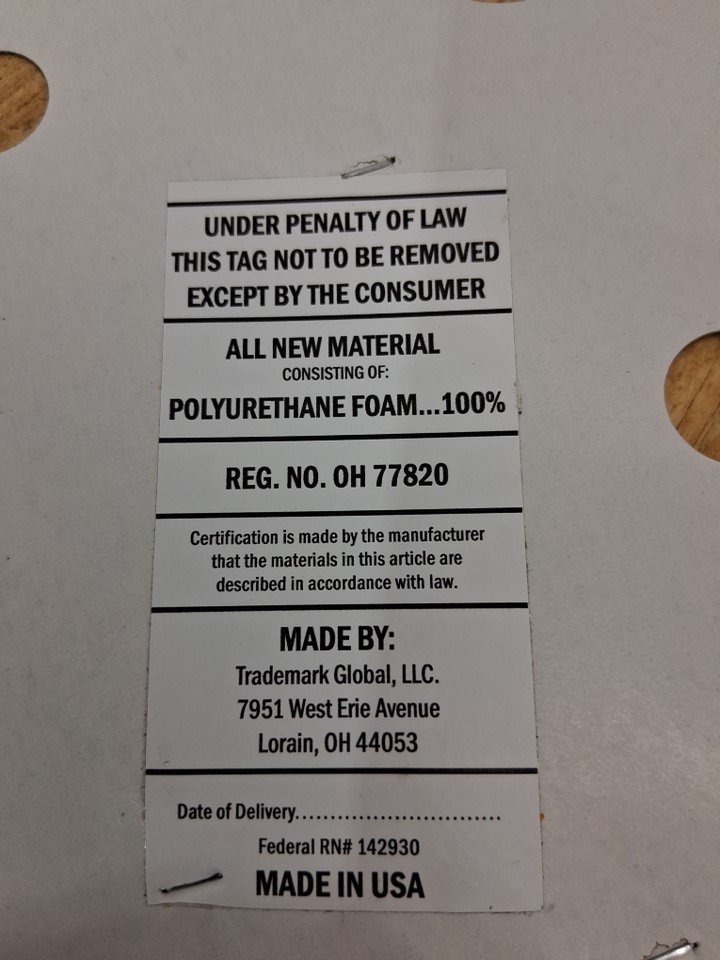 UNDER PENALTY OF LAW
THIS TAG NOT TO BE REMOVED
EXCEPT BY THE CONSUMER
ALL NEW MATERIAL
CONSISTING OF:
POLYURETHANE FOAM...100%
REG. NO. OH 77820
Certification is made by the manufacturer
that the materials in this article are
described in accordance with law.
MADE BY:
Trademark Global, LLC.
7951 West Erie Avenue
Lorain, OH 44053
Date of Delivery..............................
Federal RN# 142930
MADE IN USA